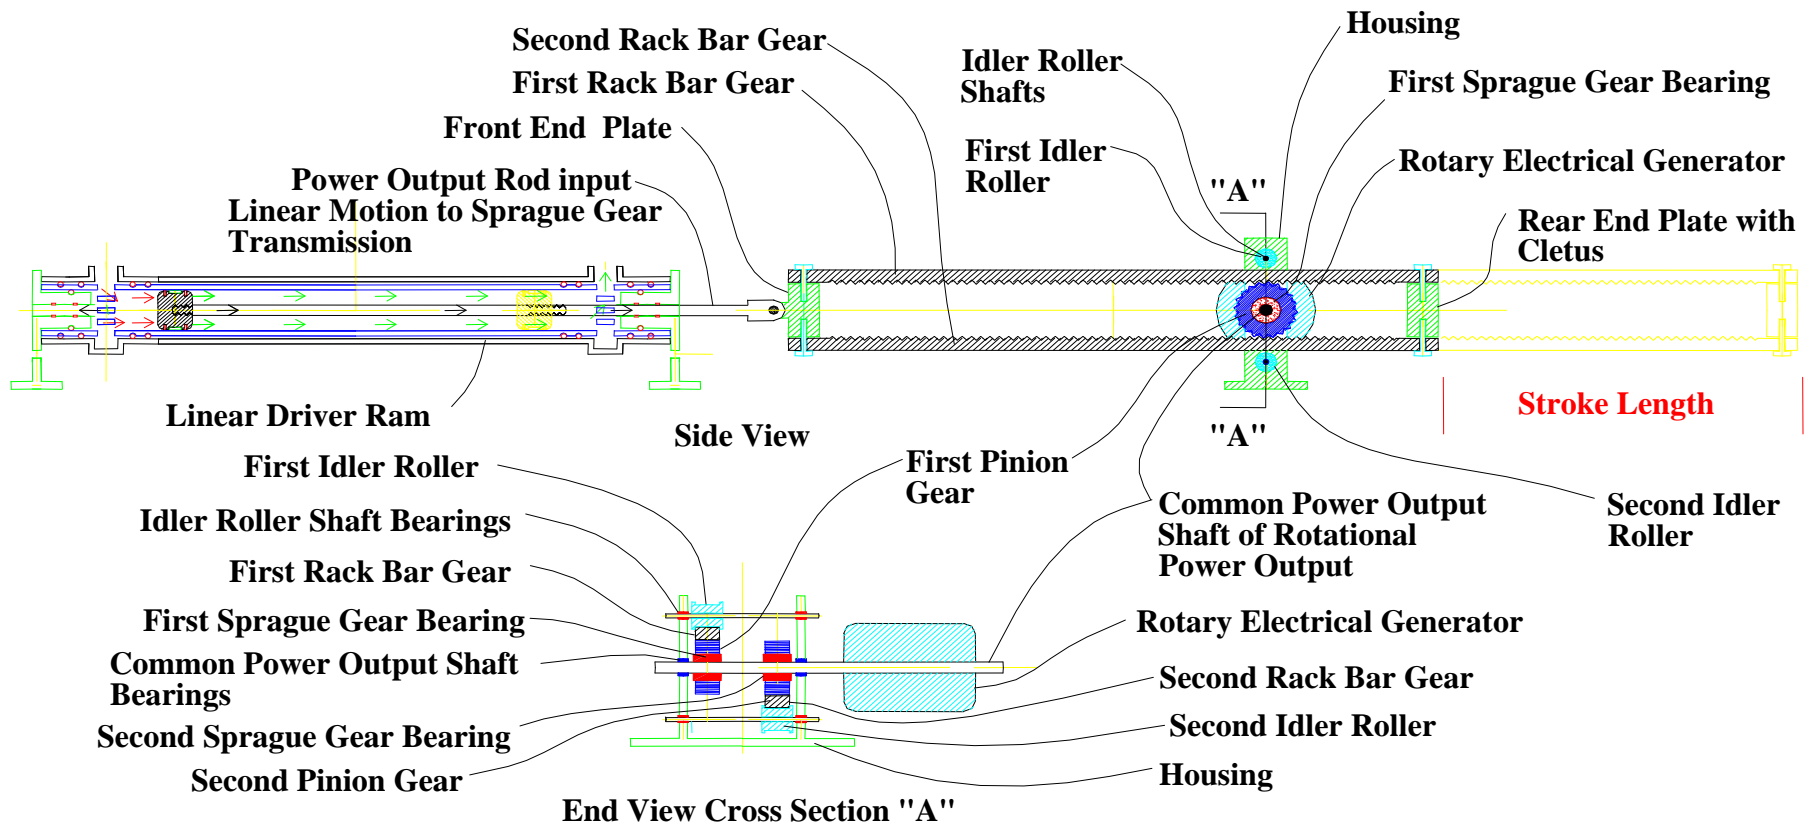 Housing
Second Rack Bar Gear
Idler Roller
Shafts
First Rack Bar Gear
First Sprague Gear Bearing
Front End Plate
First Idler
Roller
Rotary Electrical Generator
Power Output Rod input
Linear Motion to Sprague Gear
Transmission
"A"
Rear End Plate with
Cletus
Linear Driver Ram
Side View
"A"
Stroke Length
First Idler Roller
First Pinion
Gear
Idler Roller Shaft Bearings
Common Power Output
Shaft of Rotational
Power Output
Second Idler
Roller
First Rack Bar Gear
First Sprague Gear Bearing
Rotary Electrical Generator
Common Power Output Shaft
Bearings
Second Rack Bar Gear
Second Sprague Gear Bearing
Second Idler Roller
Second Pinion Gear
Housing
End View Cross Section "A"